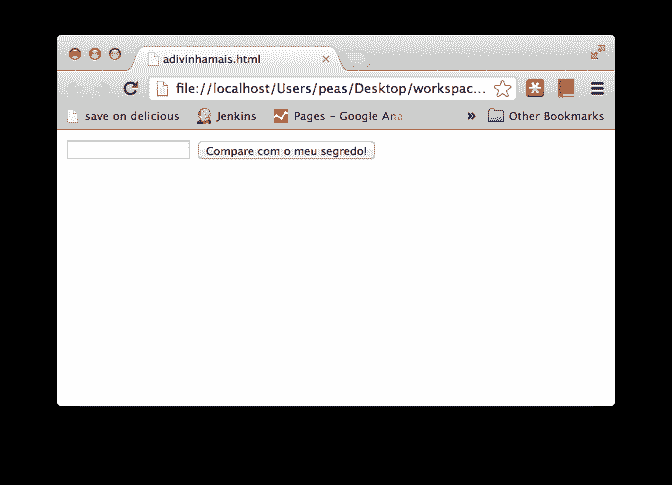 adivinhamais.html
file://localhost/Users/peas/Desktop/workspac...
save on delicious Jenkins Pages - Google Ana » Other Bookmarks
Compare com o meu segredo!